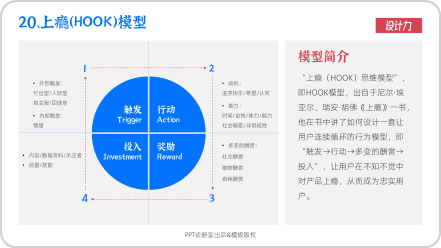 20.上瘾(HOOK)模型
设计力
1
2
• 外部触发：
付出型/人际型
自主型/回馈型
• 内部触发：
情绪
• 动机：
追求快乐/希望/认同
• 能力：
时间/金钱/体力/脑力
社会偏差/非常规性
触发
Trigger
行动
Action
投入
Investment
奖励
Reward
• 内容/数据资料/关注者
• 信誉/技能
• 多变的酬赏：
社交酬赏
猎物酬赏
自我酬赏
4
3
模型简介
“上瘾（HOOK）思维模型”，
即HOOK模型，出自于尼尔·埃
亚尔、瑞安·胡佛《上瘾》一书，
他在书中讲了如何设计一套让
用户连续循环的行为模型，即
“触发→行动→多变的酬赏→
投入”，让用户在不知不觉中
对产品上瘾，从而成为忠实用
户。
PPT诊断室出品&模板版权